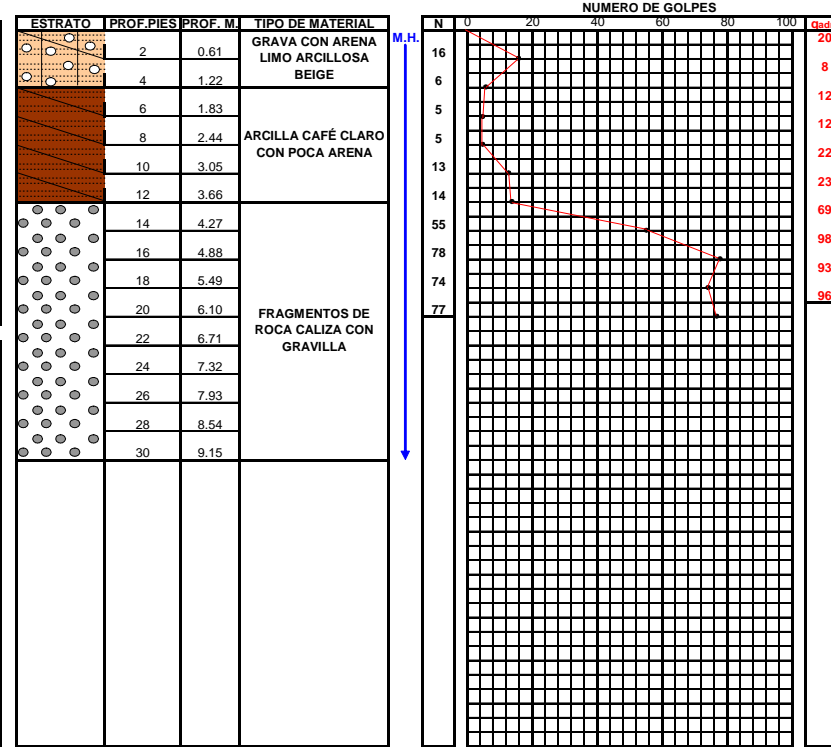 NUMERO DE GOLPES
ESTRATO PROF.PIES PROF. M. TIPO DE MATERIAL M.H. N 0 20 40 60 80 100 qad
GRAVA CON ARENA
LIMO ARCILLOSA
BEIGE
2 0.61 16 20
4 1.22 6 8
ARCILLA CAFÉ CLARO
CON POCA ARENA
6 1.83 5 12
8 2.44 5 12
10 3.05 13 22
12 3.66 14 23
FRAGMENTOS DE
ROCA CALIZA CON
GRAVILLA
14 4.27 55 69
16 4.88 78 98
18 5.49 74 93
20 6.10 77 96
22 6.71
24 7.32
26 7.93
28 8.54
30 9.15